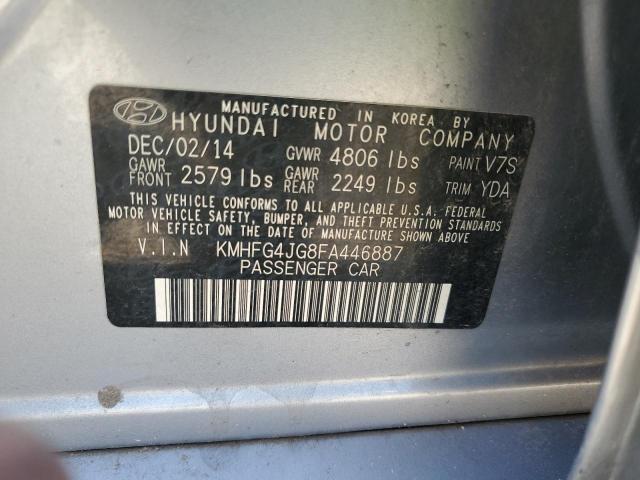 MANUFACTURED IN KOREA BY
HYUNDAI MOTOR COMPANY
DEC/02/14 GVWR 4806 lbs PAINT V7S
GAWR FRONT 2579 lbs GAWR REAR 2249 lbs TRIM YDA
THIS VEHICLE CONFORMS TO ALL APPLICABLE U.S.A. FEDERAL
MOTOR VEHICLE SAFETY, BUMPER, AND THEFT PREVENTION STANDARDS
IN EFFECT ON THE DATE OF MANUFACTURE SHOWN ABOVE.
V.I.N KMHFG4JG8FA446887
PASSENGER CAR